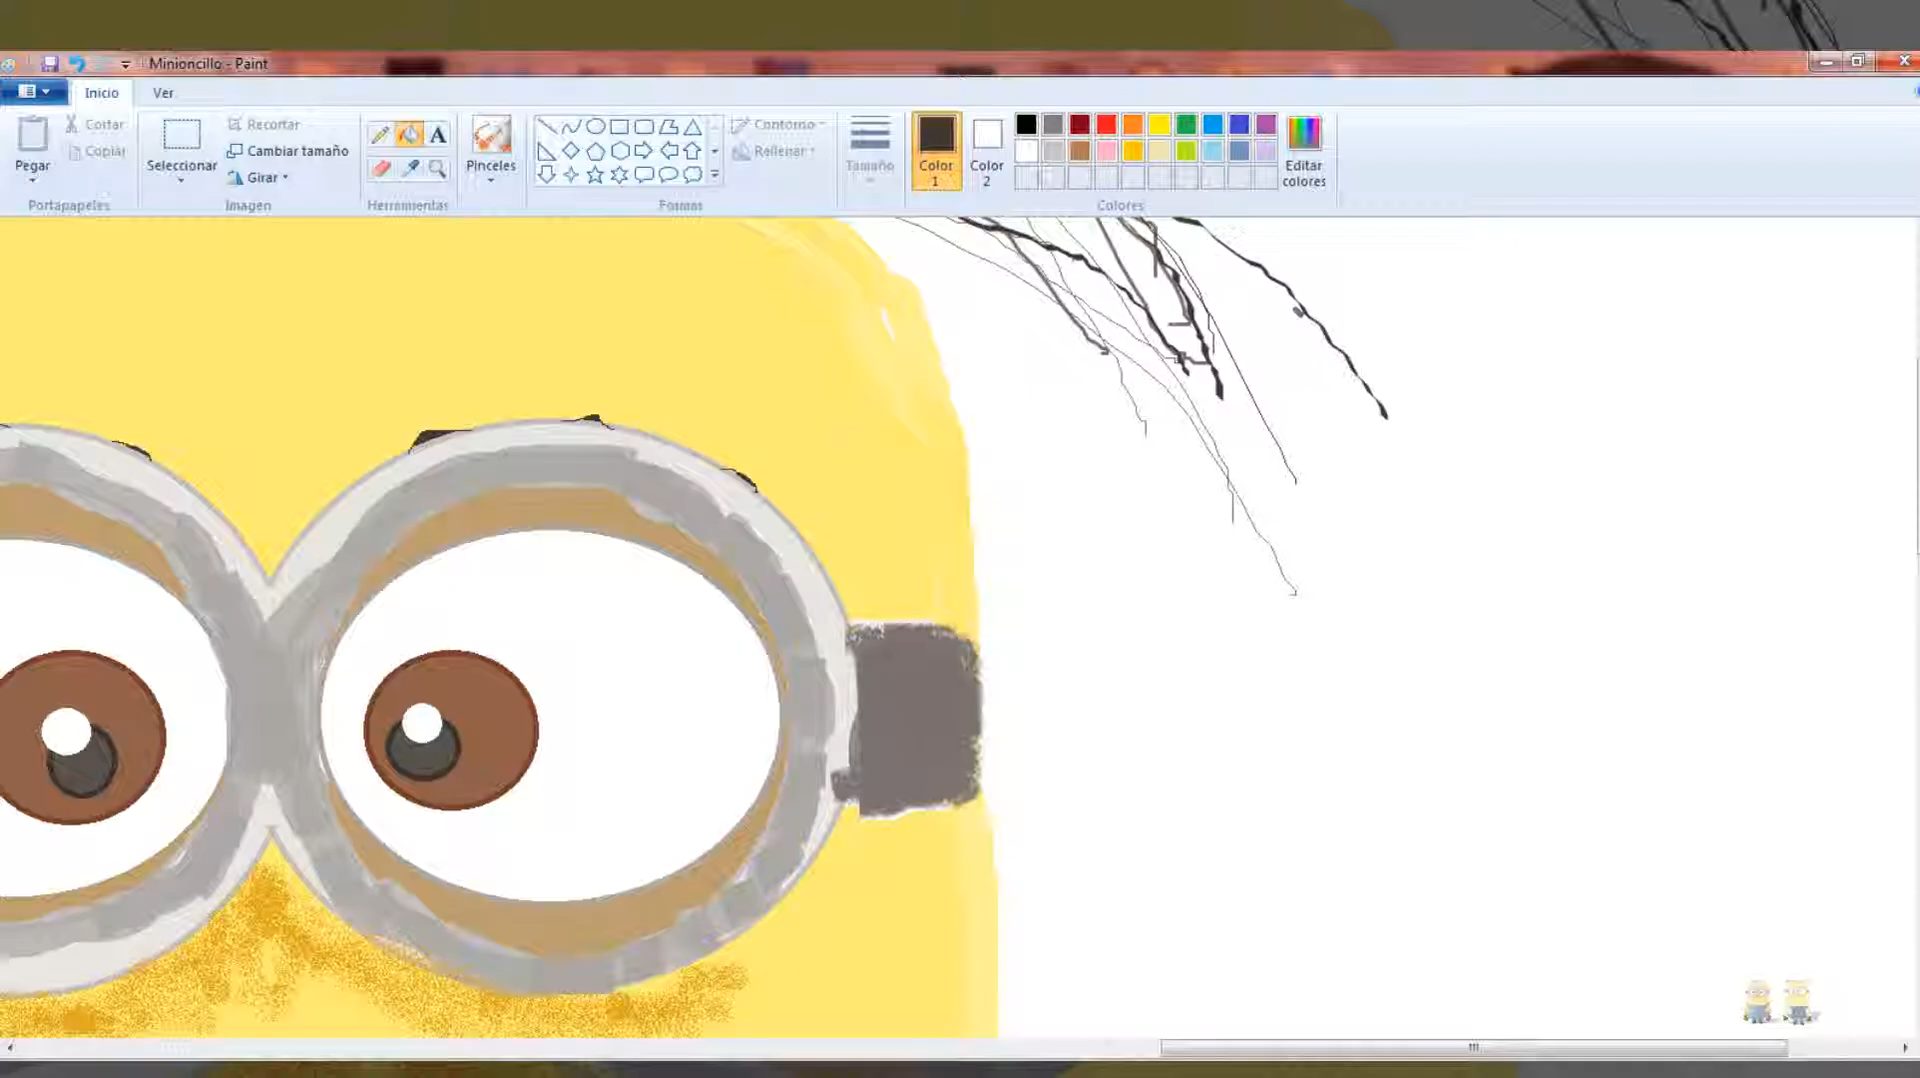 Minioncillo - Paint
Inicio
Ver
Pegar
Cortar
Copiar
Portapapeles
Seleccionar
Recortar
Cambiar tamaño
Girar
Imagen
A
Herramientas
Pinceles
Formas
Contorno
Rellenar
Tamaño
Color
1
Color
2
Colores
Editar
colores